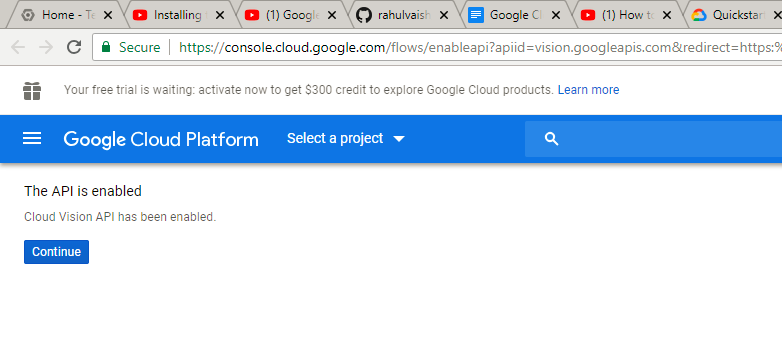 Home - Te
Installing
(1) Google
rahulvaish
Google Cl
(1) How to
Quickstar
Secure
https://console.cloud.google.com/flows/enableapi?apiid=vision.googleapis.com&redirect=https:%
Your free trial is waiting: activate now to get $300 credit to explore Google Cloud products. Learn more
Google Cloud Platform
Select a project
The API is enabled
Cloud Vision API has been enabled.
Continue